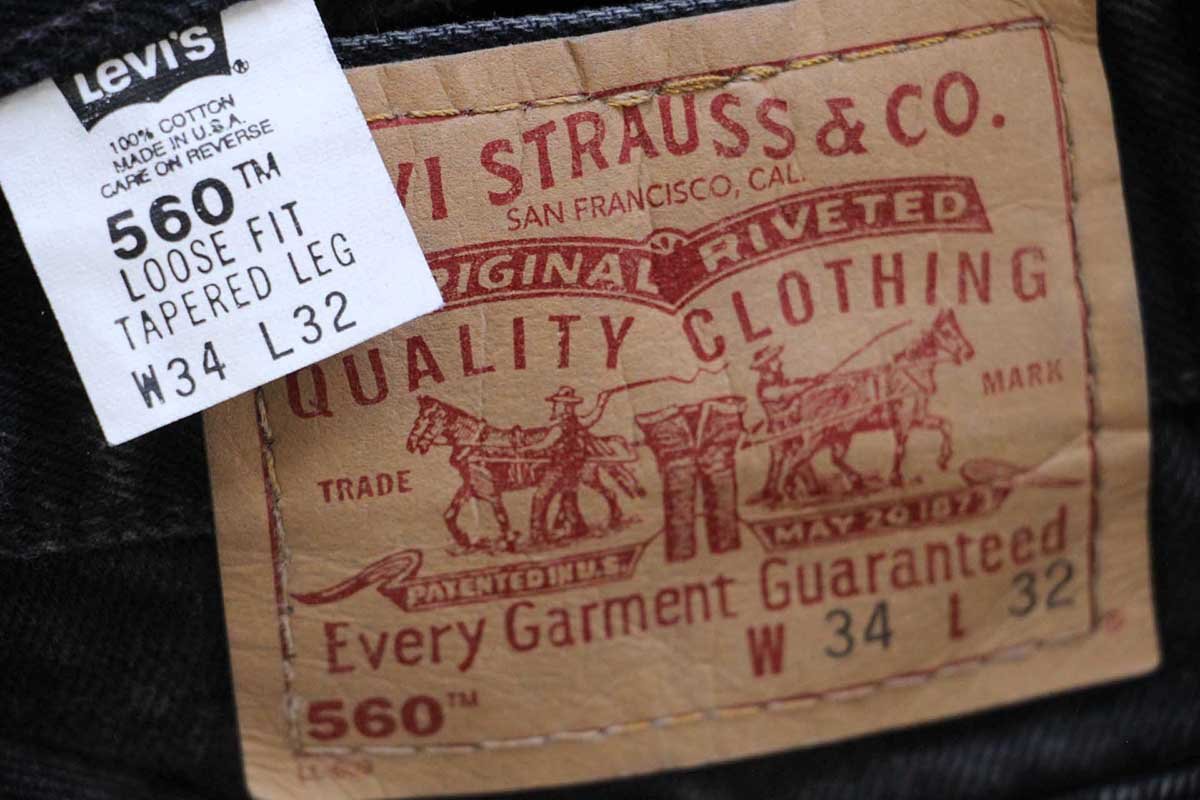 Levi's®
100% COTTON
MADE IN U.S.A.
CARE ON REVERSE
560™
LOOSE FIT
TAPERED LEG
W34 L32
VI STRAUSS & CO.
SAN FRANCISCO, CAL.
RIGINAL RIVETED
QUALITY CLOTHING
TRADE MARK
PATENTED IN U.S. MAY 20 1873
Every Garment Guaranteed
W 34 L 32
560™